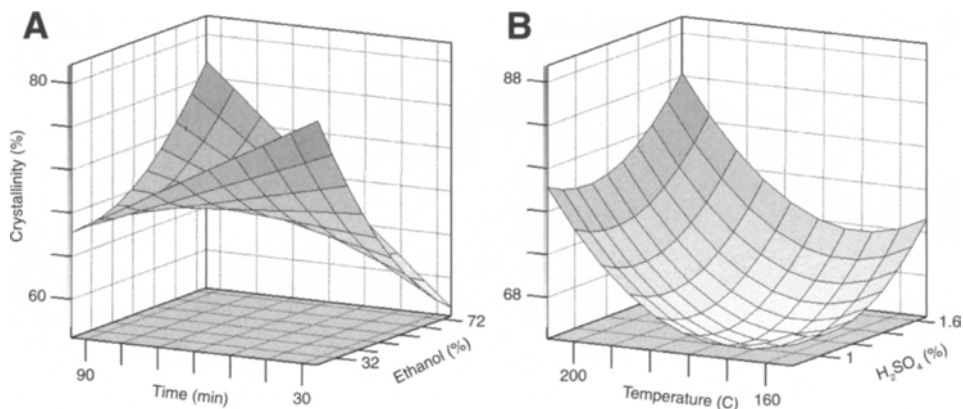 A
B
80
60
Crystallinity (%)
90
30
Time (min)
32
72
Ethanol (%)
88
68
200
160
Temperature (C)
1
1.6
H₂SO₄ (%)